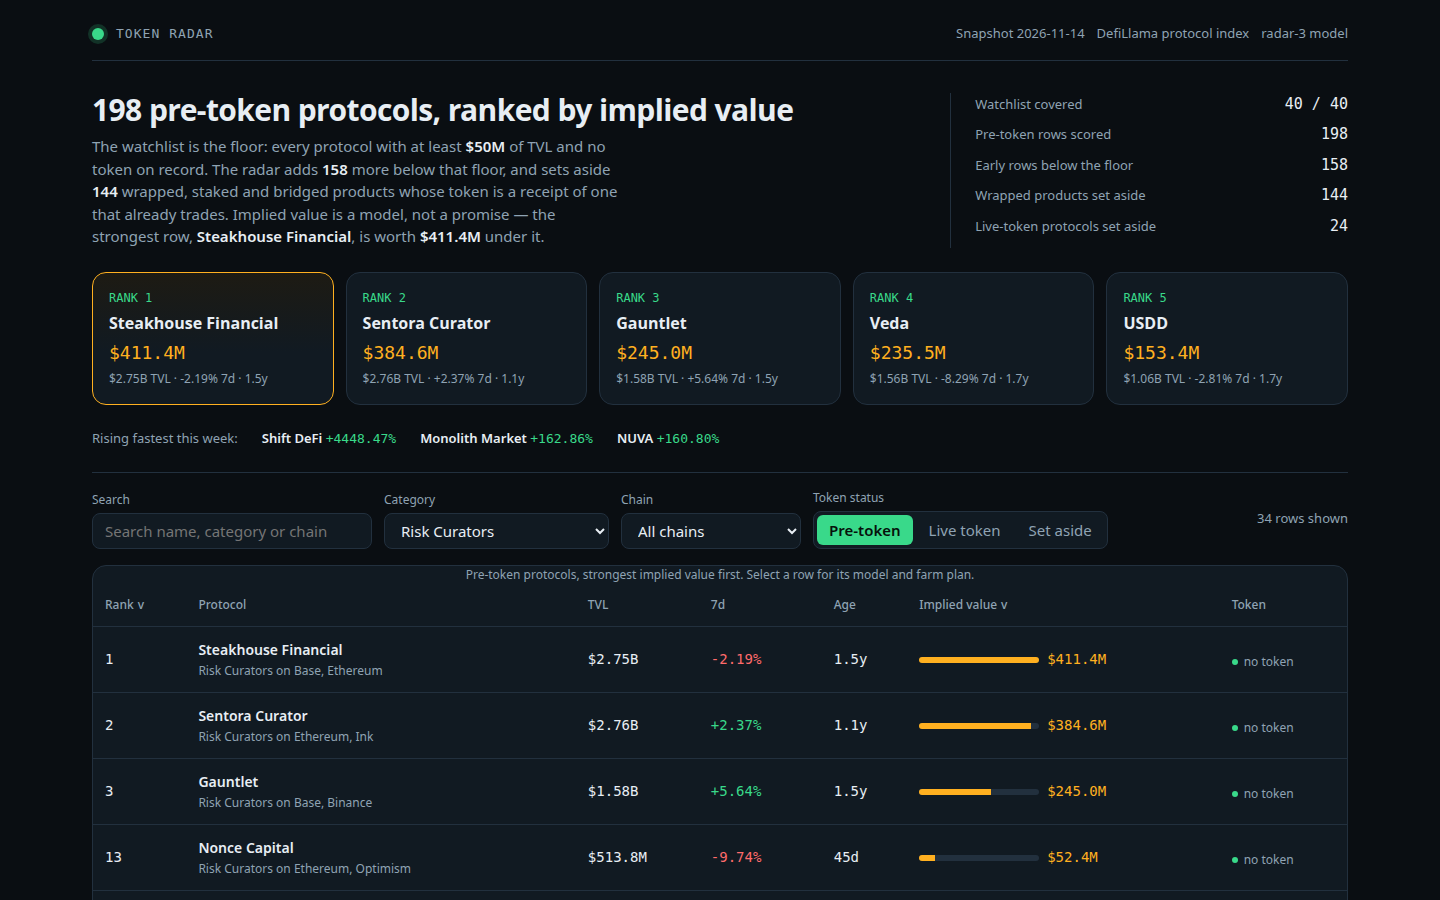 TOKEN RADAR
Snapshot 2026-11-14 DefiLlama protocol index radar-3 model
198 pre-token protocols, ranked by implied value
The watchlist is the floor: every protocol with at least $50M of TVL and no
token on record. The radar adds 158 more below that floor, and sets aside
144 wrapped, staked and bridged products whose token is a receipt of one
that already trades. Implied value is a model, not a promise — the
strongest row, Steakhouse Financial, is worth $411.4M under it.
Watchlist covered 40 / 40
Pre-token rows scored 198
Early rows below the floor 158
Wrapped products set aside 144
Live-token protocols set aside 24
RANK 1
Steakhouse Financial
$411.4M
$2.75B TVL · -2.19% 7d · 1.5y
RANK 2
Sentora Curator
$384.6M
$2.76B TVL · +2.37% 7d · 1.1y
RANK 3
Gauntlet
$245.0M
$1.58B TVL · +5.64% 7d · 1.5y
RANK 4
Veda
$235.5M
$1.56B TVL · -8.29% 7d · 1.7y
RANK 5
USDD
$153.4M
$1.06B TVL · -2.81% 7d · 1.7y
Rising fastest this week: Shift DeFi +4448.47% Monolith Market +162.86% NUVA +160.80%
Search Category Chain Token status
Search name, category or chain Risk Curators All chains Pre-token Live token Set aside 34 rows shown
Pre-token protocols, strongest implied value first. Select a row for its model and farm plan.
Rank v Protocol TVL 7d Age Implied value v Token
1 Steakhouse Financial $2.75B -2.19% 1.5y $411.4M no token
Risk Curators on Base, Ethereum
2 Sentora Curator $2.76B +2.37% 1.1y $384.6M no token
Risk Curators on Ethereum, Ink
3 Gauntlet $1.58B +5.64% 1.5y $245.0M no token
Risk Curators on Base, Binance
13 Nonce Capital $513.8M -9.74% 45d $52.4M no token
Risk Curators on Ethereum, Optimism